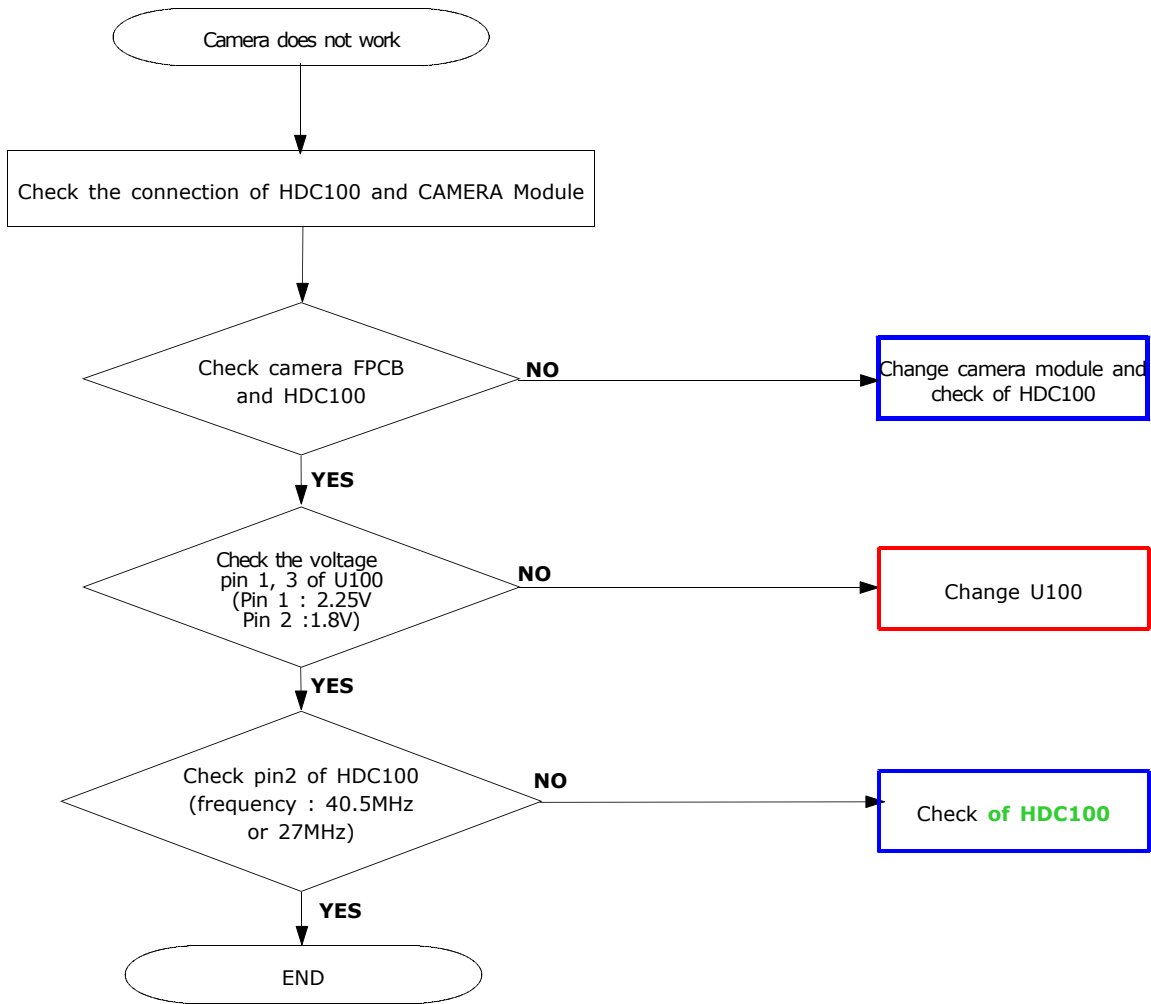 Camera does not work
Check the connection of HDC100 and CAMERA Module
Check camera FPCB
and HDC100
NO
Change camera module and
check of HDC100
YES
Check the voltage
pin 1, 3 of U100
(Pin 1 : 2.25V
Pin 2 :1.8V)
NO
Change U100
YES
Check pin2 of HDC100
(frequency : 40.5MHz
or 27MHz)
NO
Check of HDC100
YES
END